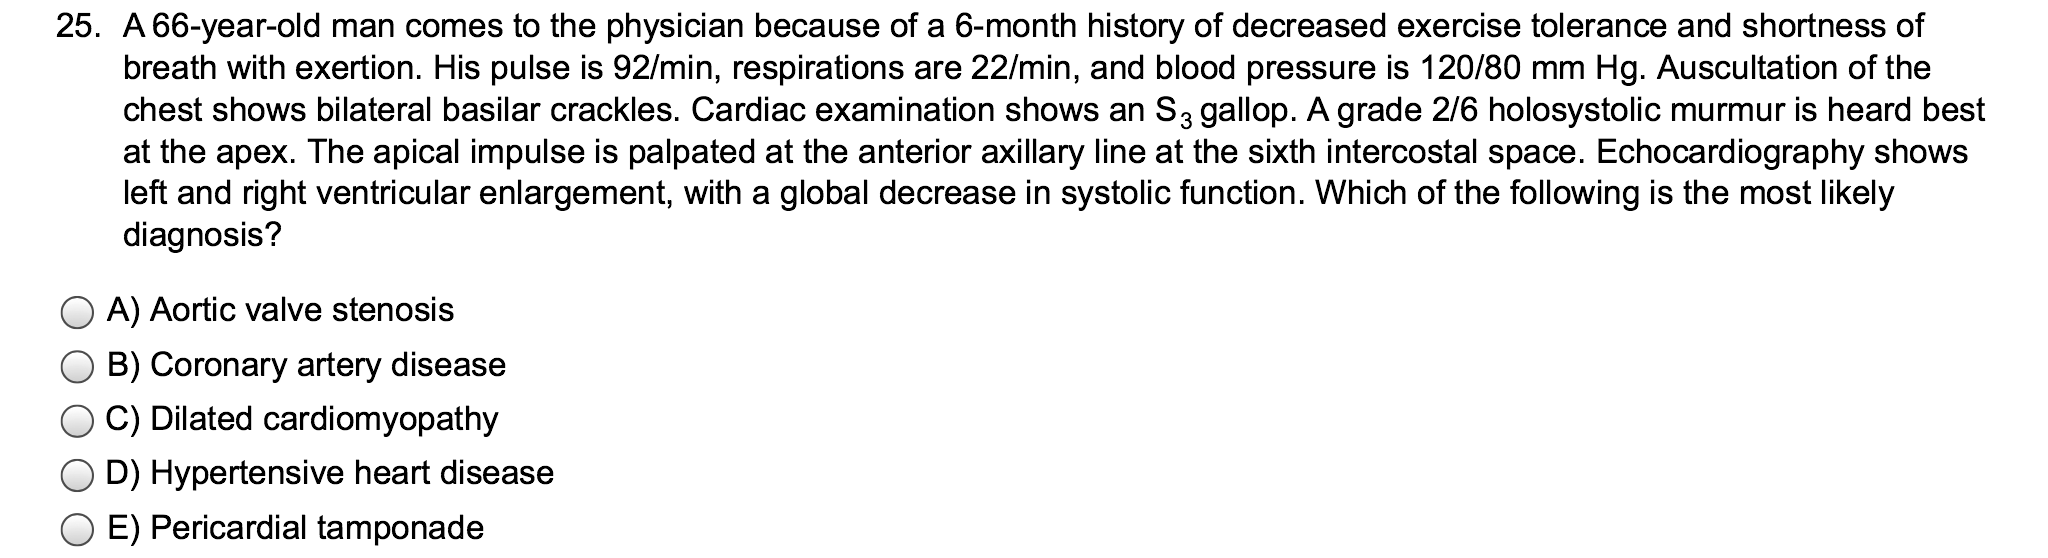 25. A 66-year-old man comes to the physician because of a 6-month history of decreased exercise tolerance and shortness of
breath with exertion. His pulse is 92/min, respirations are 22/min, and blood pressure is 120/80 mm Hg. Auscultation of the
chest shows bilateral basilar crackles. Cardiac examination shows an S₃ gallop. A grade 2/6 holosystolic murmur is heard best
at the apex. The apical impulse is palpated at the anterior axillary line at the sixth intercostal space. Echocardiography shows
left and right ventricular enlargement, with a global decrease in systolic function. Which of the following is the most likely
diagnosis?
A) Aortic valve stenosis
B) Coronary artery disease
C) Dilated cardiomyopathy
D) Hypertensive heart disease
E) Pericardial tamponade